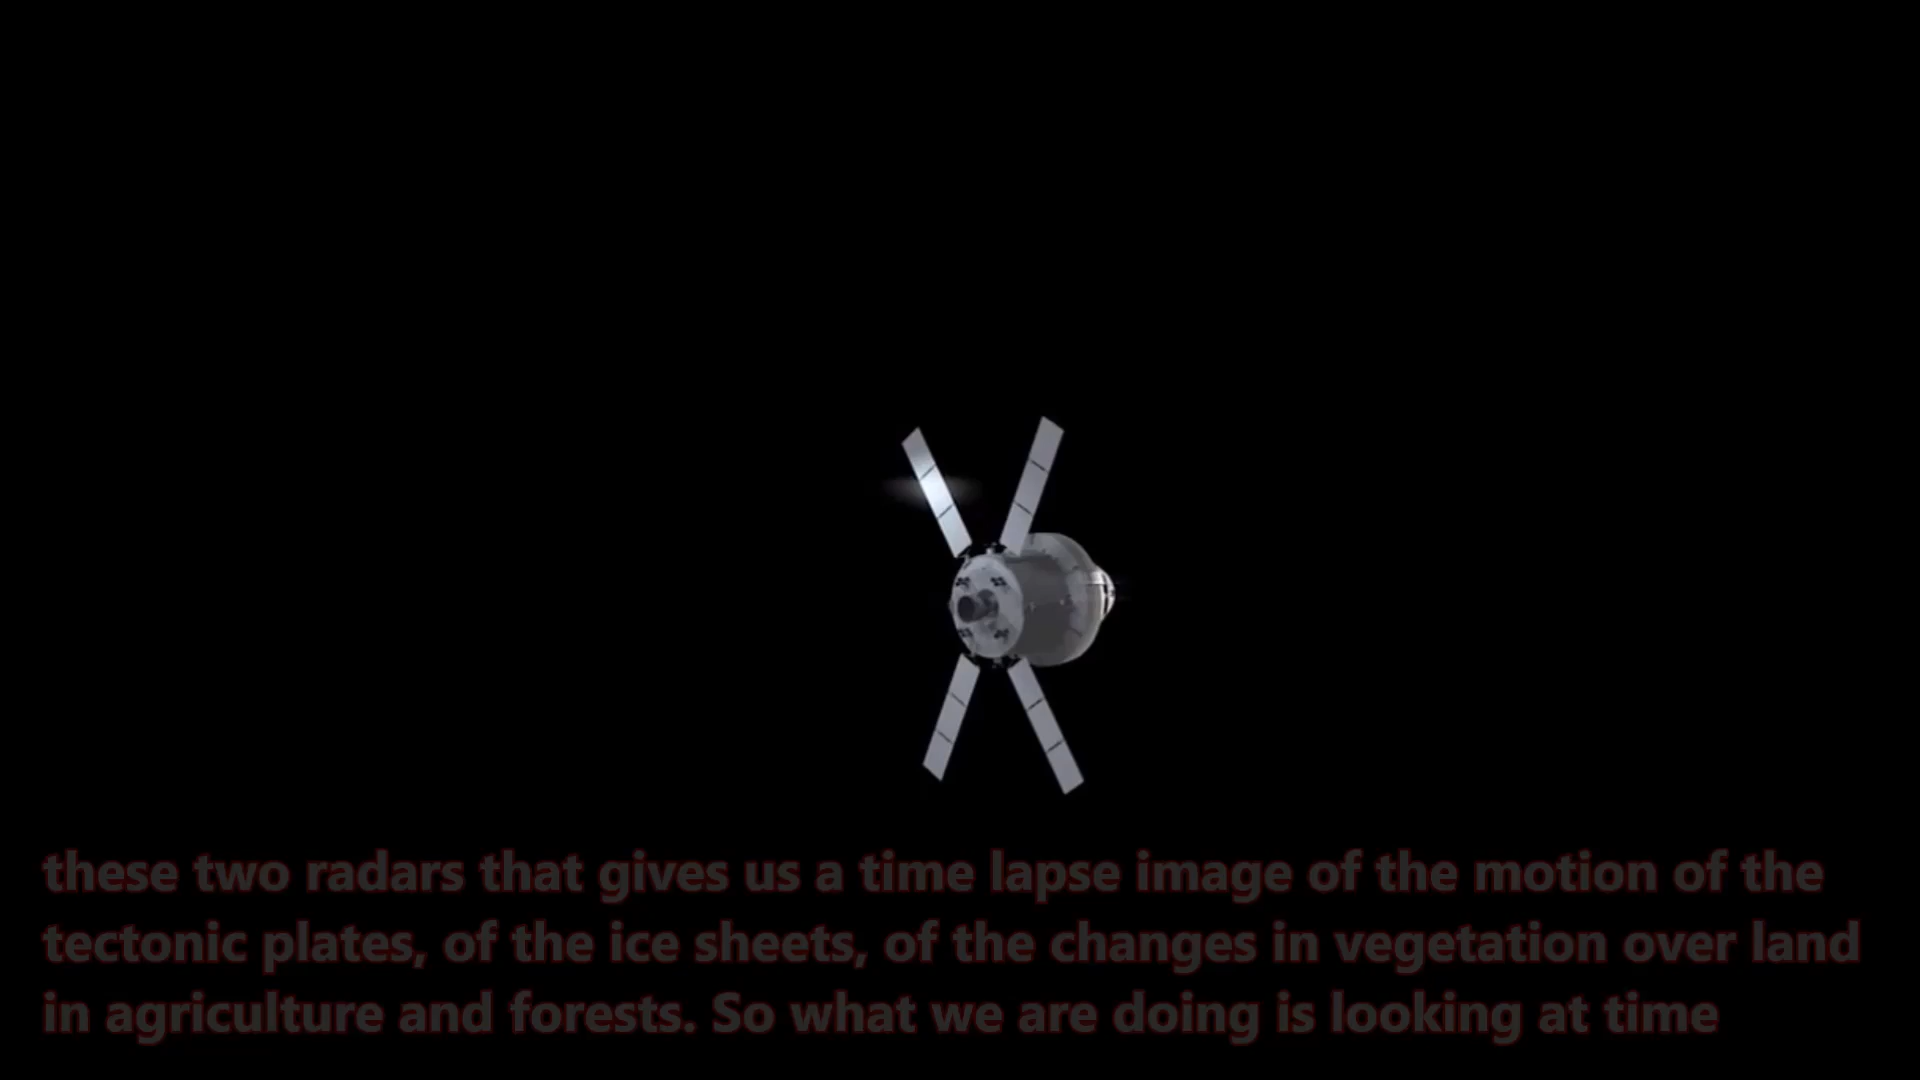 these two radars that gives us a time lapse image of the motion of the
tectonic plates, of the ice sheets, of the changes in vegetation over land
in agriculture and forests. So what we are doing is looking at time